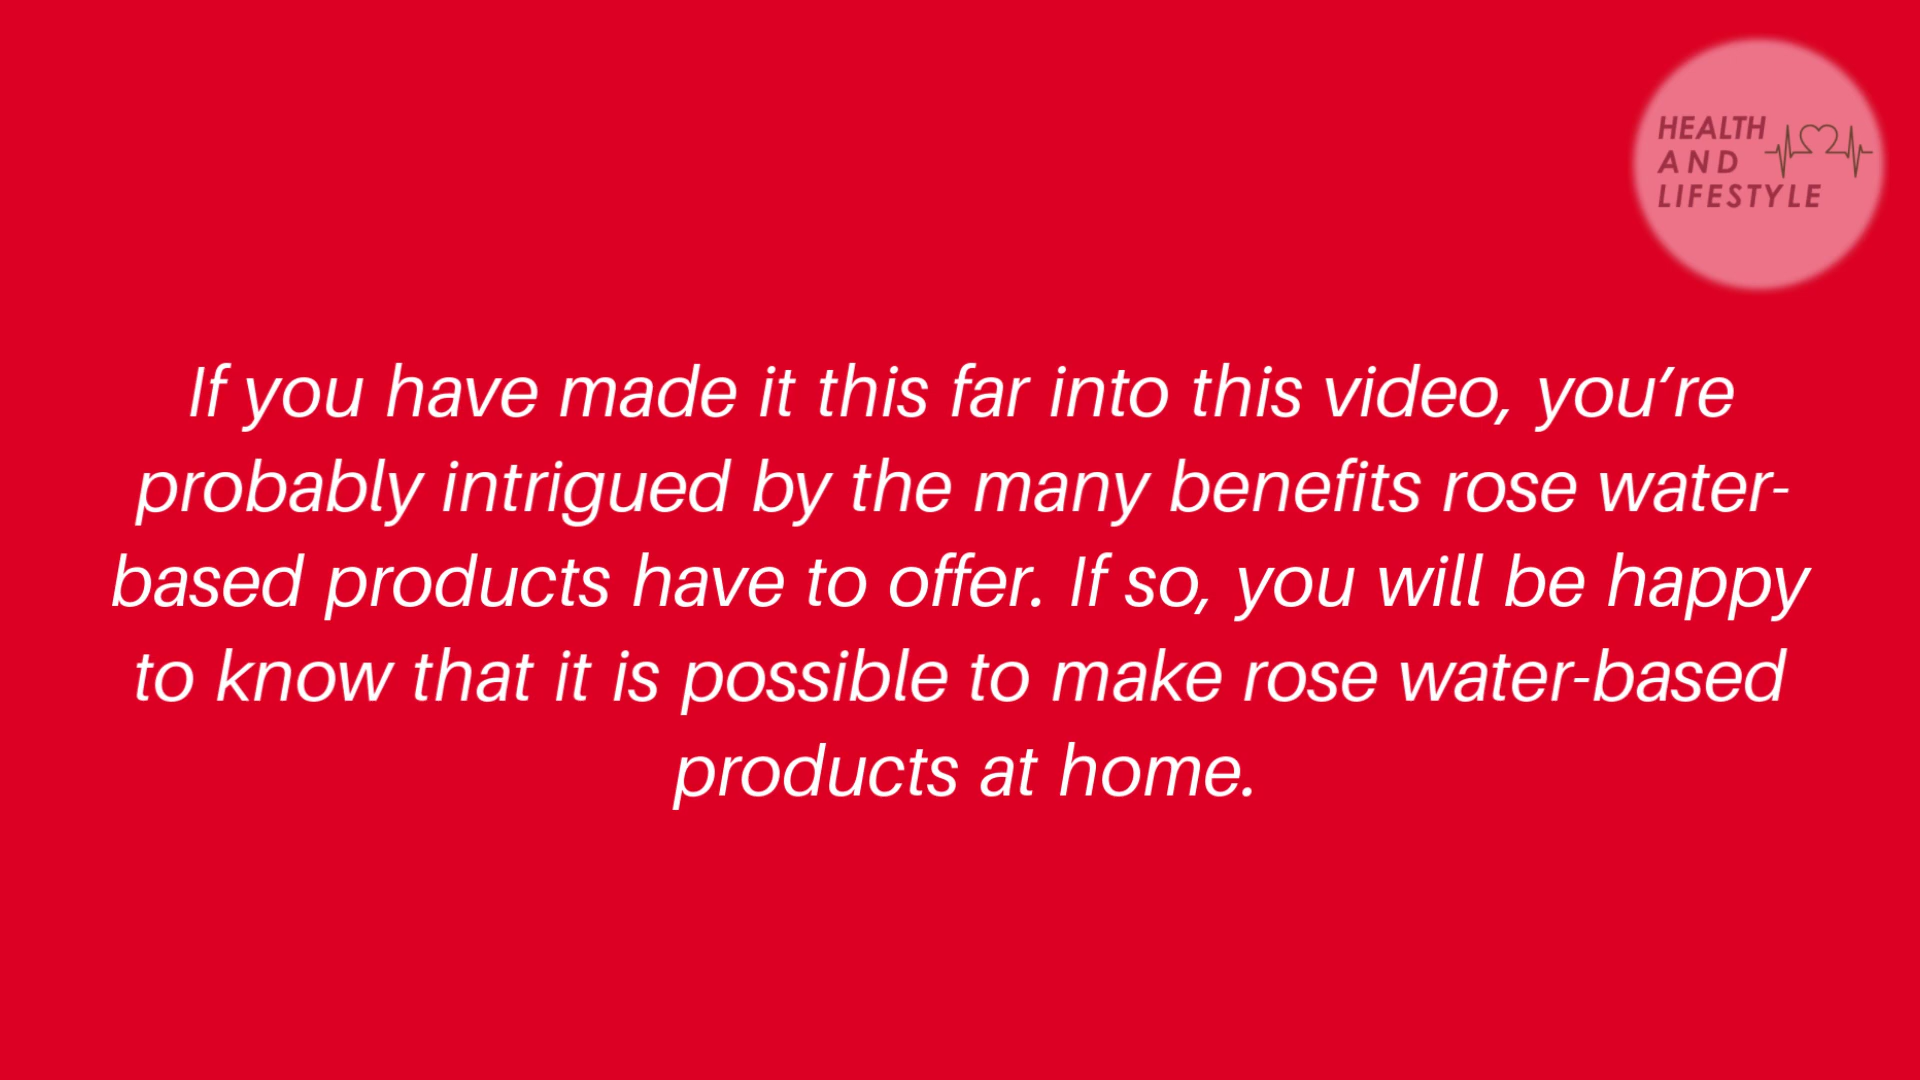 HEALTH
AND
LIFESTYLE
If you have made it this far into this video, you’re
probably intrigued by the many benefits rose water-
based products have to offer. If so, you will be happy
to know that it is possible to make rose water-based
products at home.